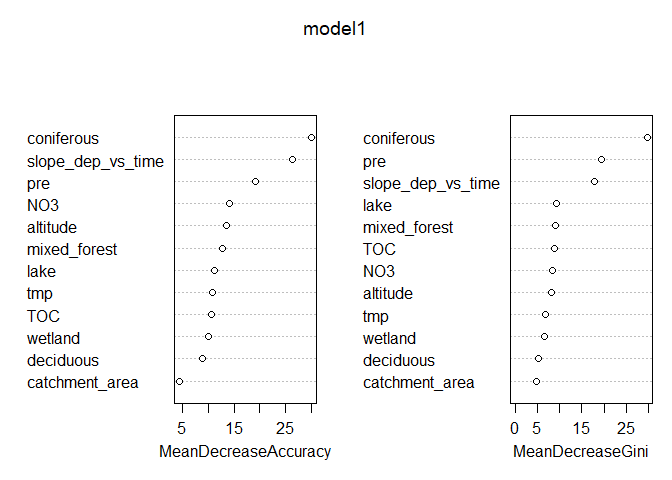 model1
coniferous
slope_dep_vs_time
pre
NO3
altitude
mixed_forest
lake
tmp
TOC
wetland
deciduous
catchment_area
5 15 25
MeanDecreaseAccuracy
coniferous
pre
slope_dep_vs_time
lake
mixed_forest
TOC
NO3
altitude
tmp
wetland
deciduous
catchment_area
0 5 15 25
MeanDecreaseGini